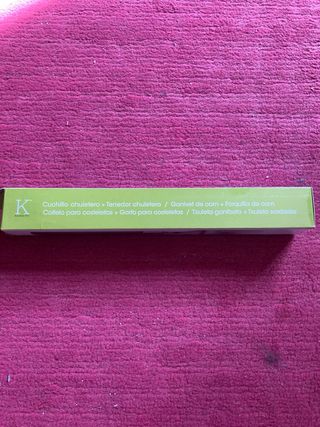 K
Cuchillo chuletero + Tenedor chuletero / Ganivet de carn + Forquilla de carn
Coitelo para costeletas + Garfo para costeletas / Txuleta ganibeta + Txuleta sardexka